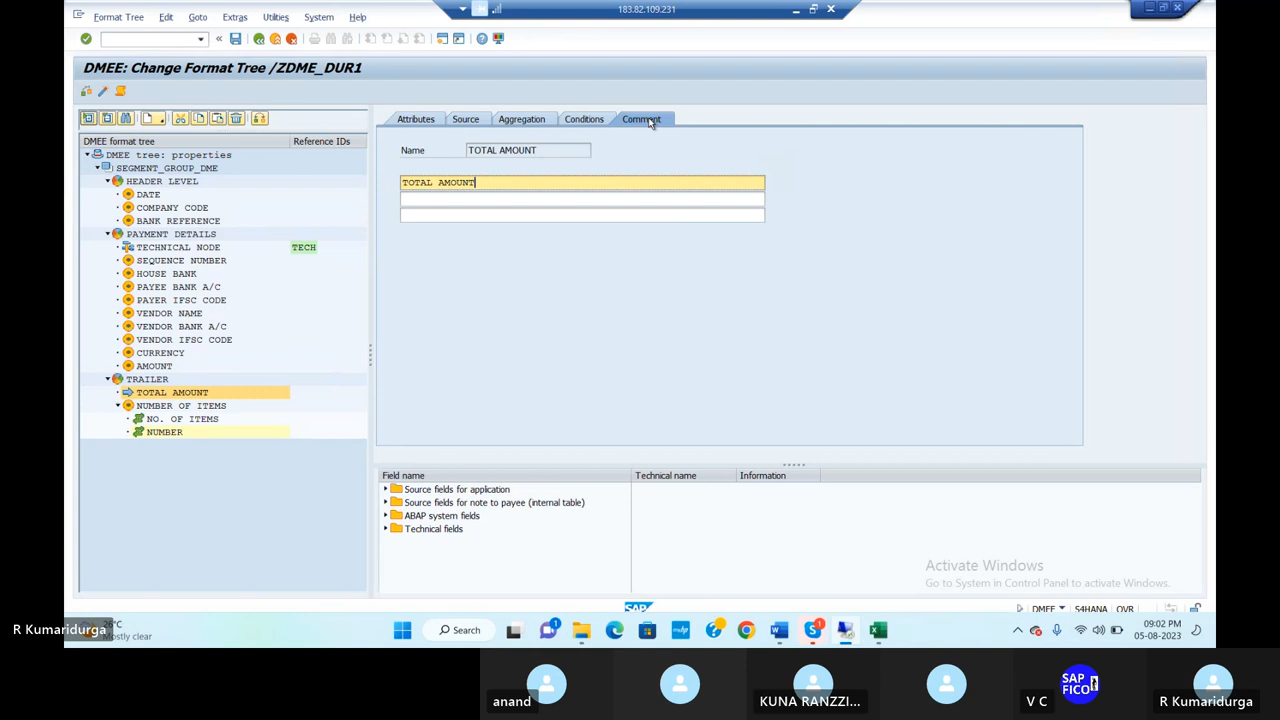 183.82.109.231
Format Tree Edit Goto Extras Utilities System Help
DMEE: Change Format Tree /ZDME_DUR1
DMEE format tree Reference IDs
DMEE tree: properties
SEGMENT_GROUP_DME
HEADER LEVEL
DATE
COMPANY CODE
BANK REFERENCE
PAYMENT DETAILS
TECHNICAL NODE TECH
SEQUENCE NUMBER
HOUSE BANK
PAYEE BANK A/C
PAYER IFSC CODE
VENDOR NAME
VENDOR BANK A/C
VENDOR IFSC CODE
CURRENCY
AMOUNT
TRAILER
TOTAL AMOUNT
NUMBER OF ITEMS
NO. OF ITEMS
NUMBER
Attributes Source Aggregation Conditions Comment
Name TOTAL AMOUNT
TOTAL AMOUNT
Field name Technical name Information
Source fields for application
Source fields for note to payee (internal table)
ABAP system fields
Technical fields
Activate Windows
Go to System in Control Panel to activate Windows.
SAP
DMEE S4HANA OVR
26°C
Mostly clear
R Kumaridurga
Search
1
1
09:02 PM
05-08-2023
anand
KUNA RANZZI...
V C
SAP
FICO
R Kumaridurga